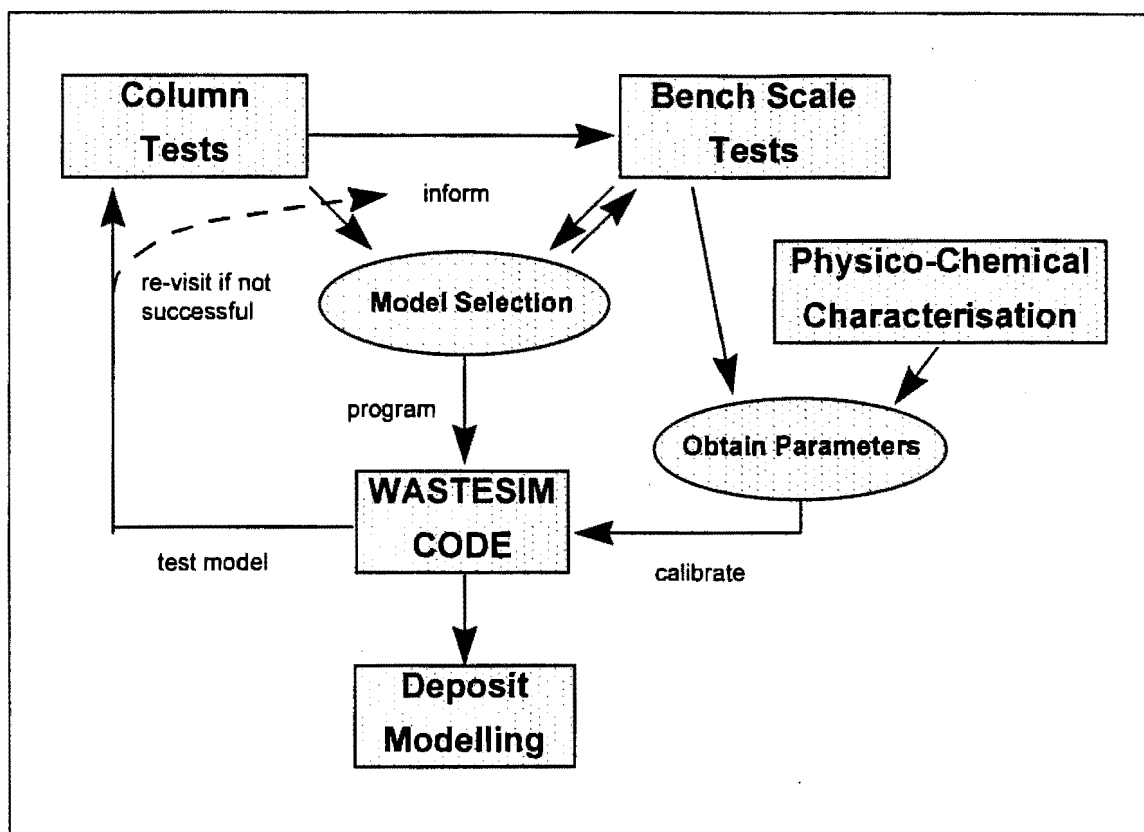 Column
Tests
Bench Scale
Tests
inform
re-visit if not
successful
Model Selection
Physico-Chemical
Characterisation
program
Obtain Parameters
WASTESIM
CODE
test model
calibrate
Deposit
Modelling